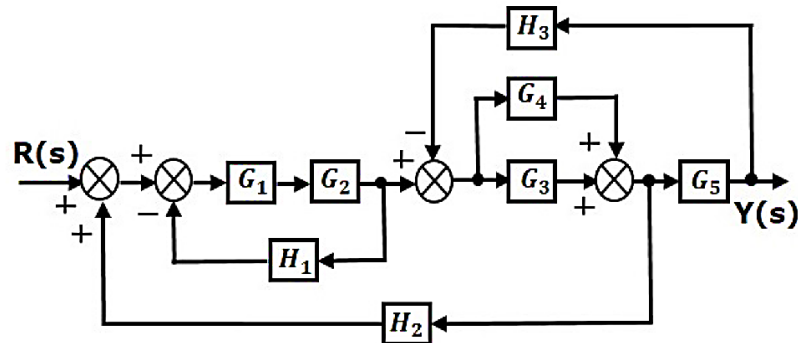 H₃
G₄
−
+
R(s)
+
+
G₁
G₂
+
G₃
G₅
+
−
+
+
Y(s)
H₁
H₂